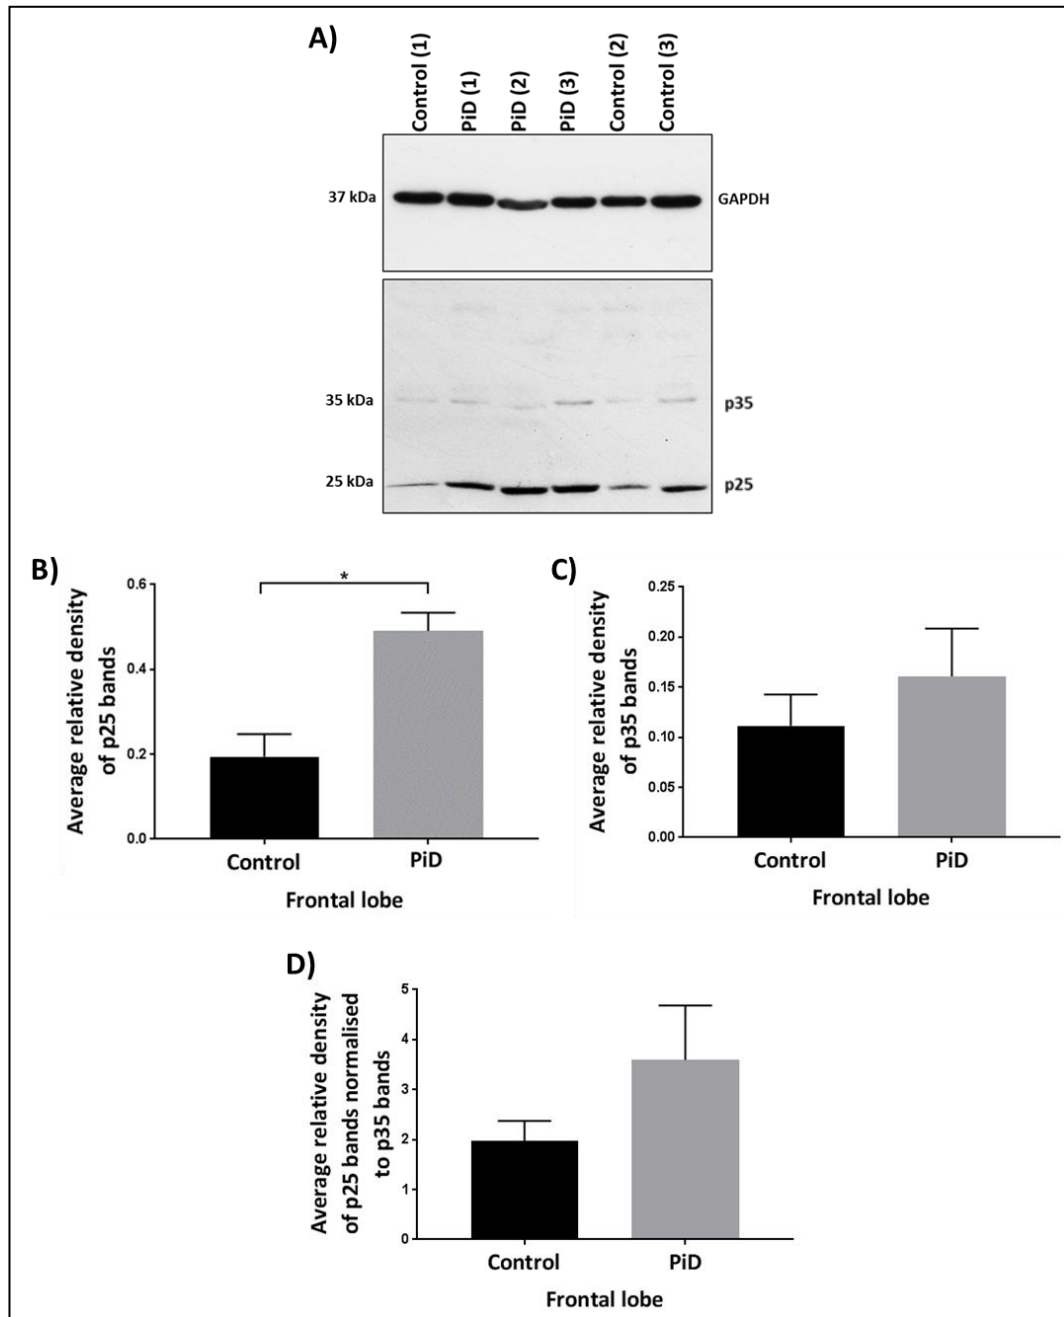 A)
Control (1)
PiD (1)
PiD (2)
PiD (3)
Control (2)
Control (3)
37 kDa
GAPDH
35 kDa
p35
25 kDa
p25
B)
Average relative density
of p25 bands
0.6
0.4
0.2
0.0
*
Control
PiD
Frontal lobe
C)
Average relative density
of p35 bands
0.25
0.20
0.15
0.10
0.05
0.00
Control
PiD
Frontal lobe
D)
Average relative density
of p25 bands normalised
to p35 bands
5
4
3
2
1
0
Control
PiD
Frontal lobe